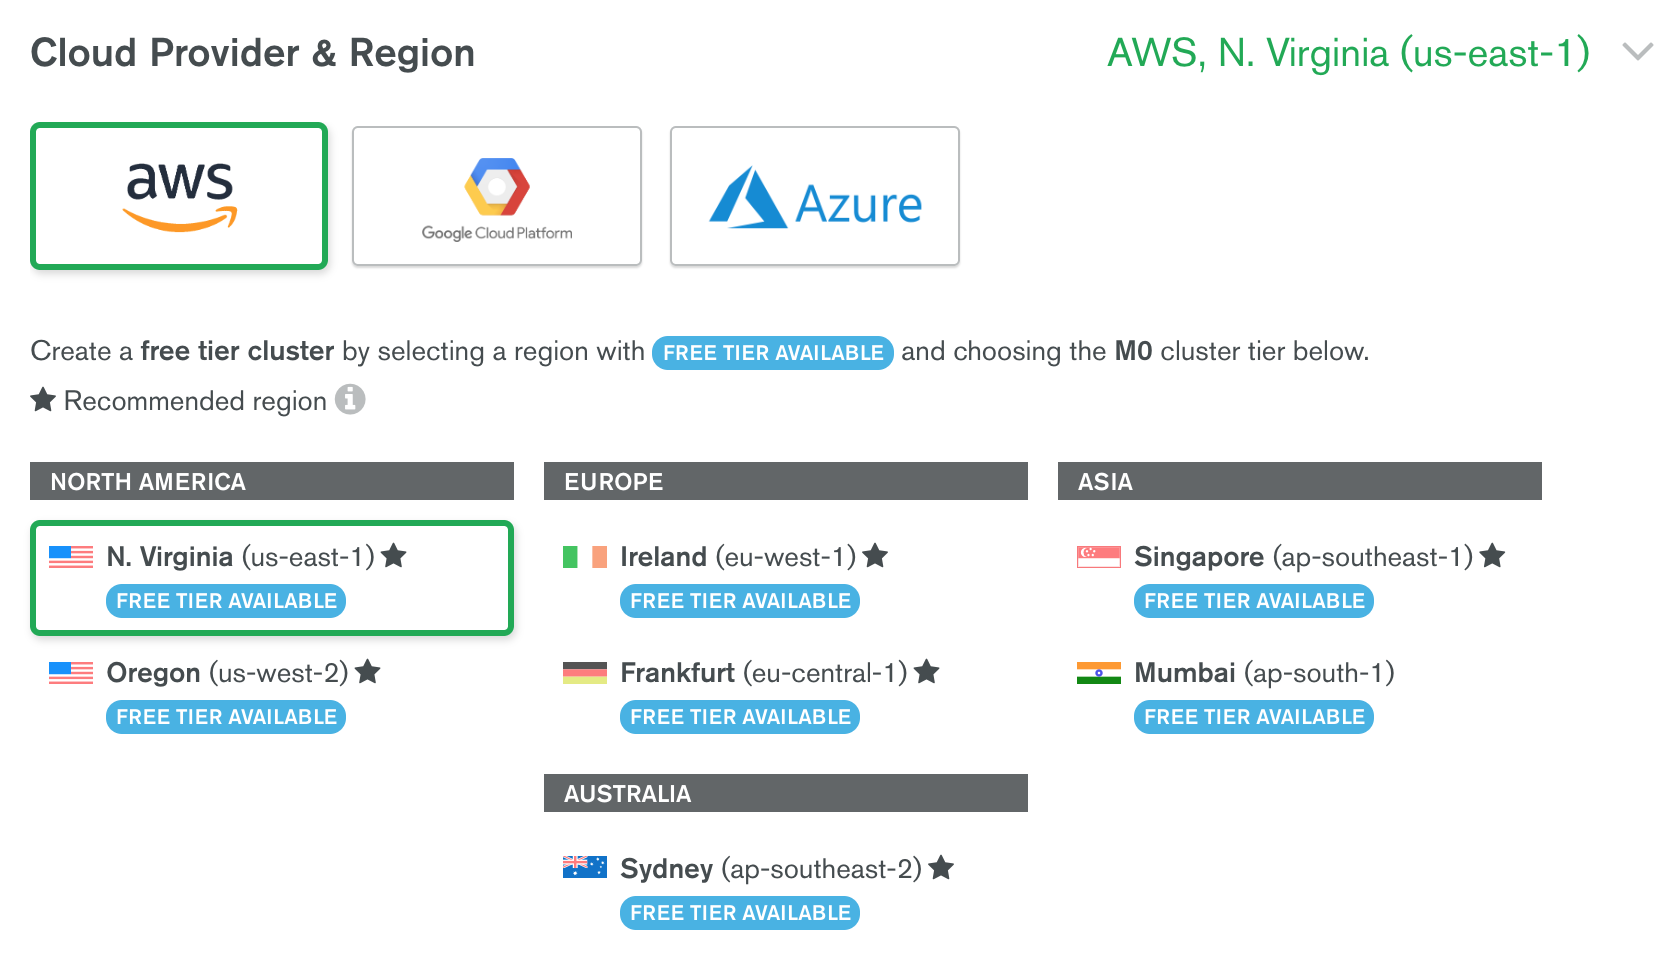 Cloud Provider & Region
AWS, N. Virginia (us-east-1)
aws
Google Cloud Platform
Azure
Create a free tier cluster by selecting a region with FREE TIER AVAILABLE and choosing the M0 cluster tier below.
★ Recommended region i
NORTH AMERICA
N. Virginia (us-east-1) ★
FREE TIER AVAILABLE
Oregon (us-west-2) ★
FREE TIER AVAILABLE
EUROPE
Ireland (eu-west-1) ★
FREE TIER AVAILABLE
Frankfurt (eu-central-1) ★
FREE TIER AVAILABLE
AUSTRALIA
Sydney (ap-southeast-2) ★
FREE TIER AVAILABLE
ASIA
Singapore (ap-southeast-1) ★
FREE TIER AVAILABLE
Mumbai (ap-south-1)
FREE TIER AVAILABLE